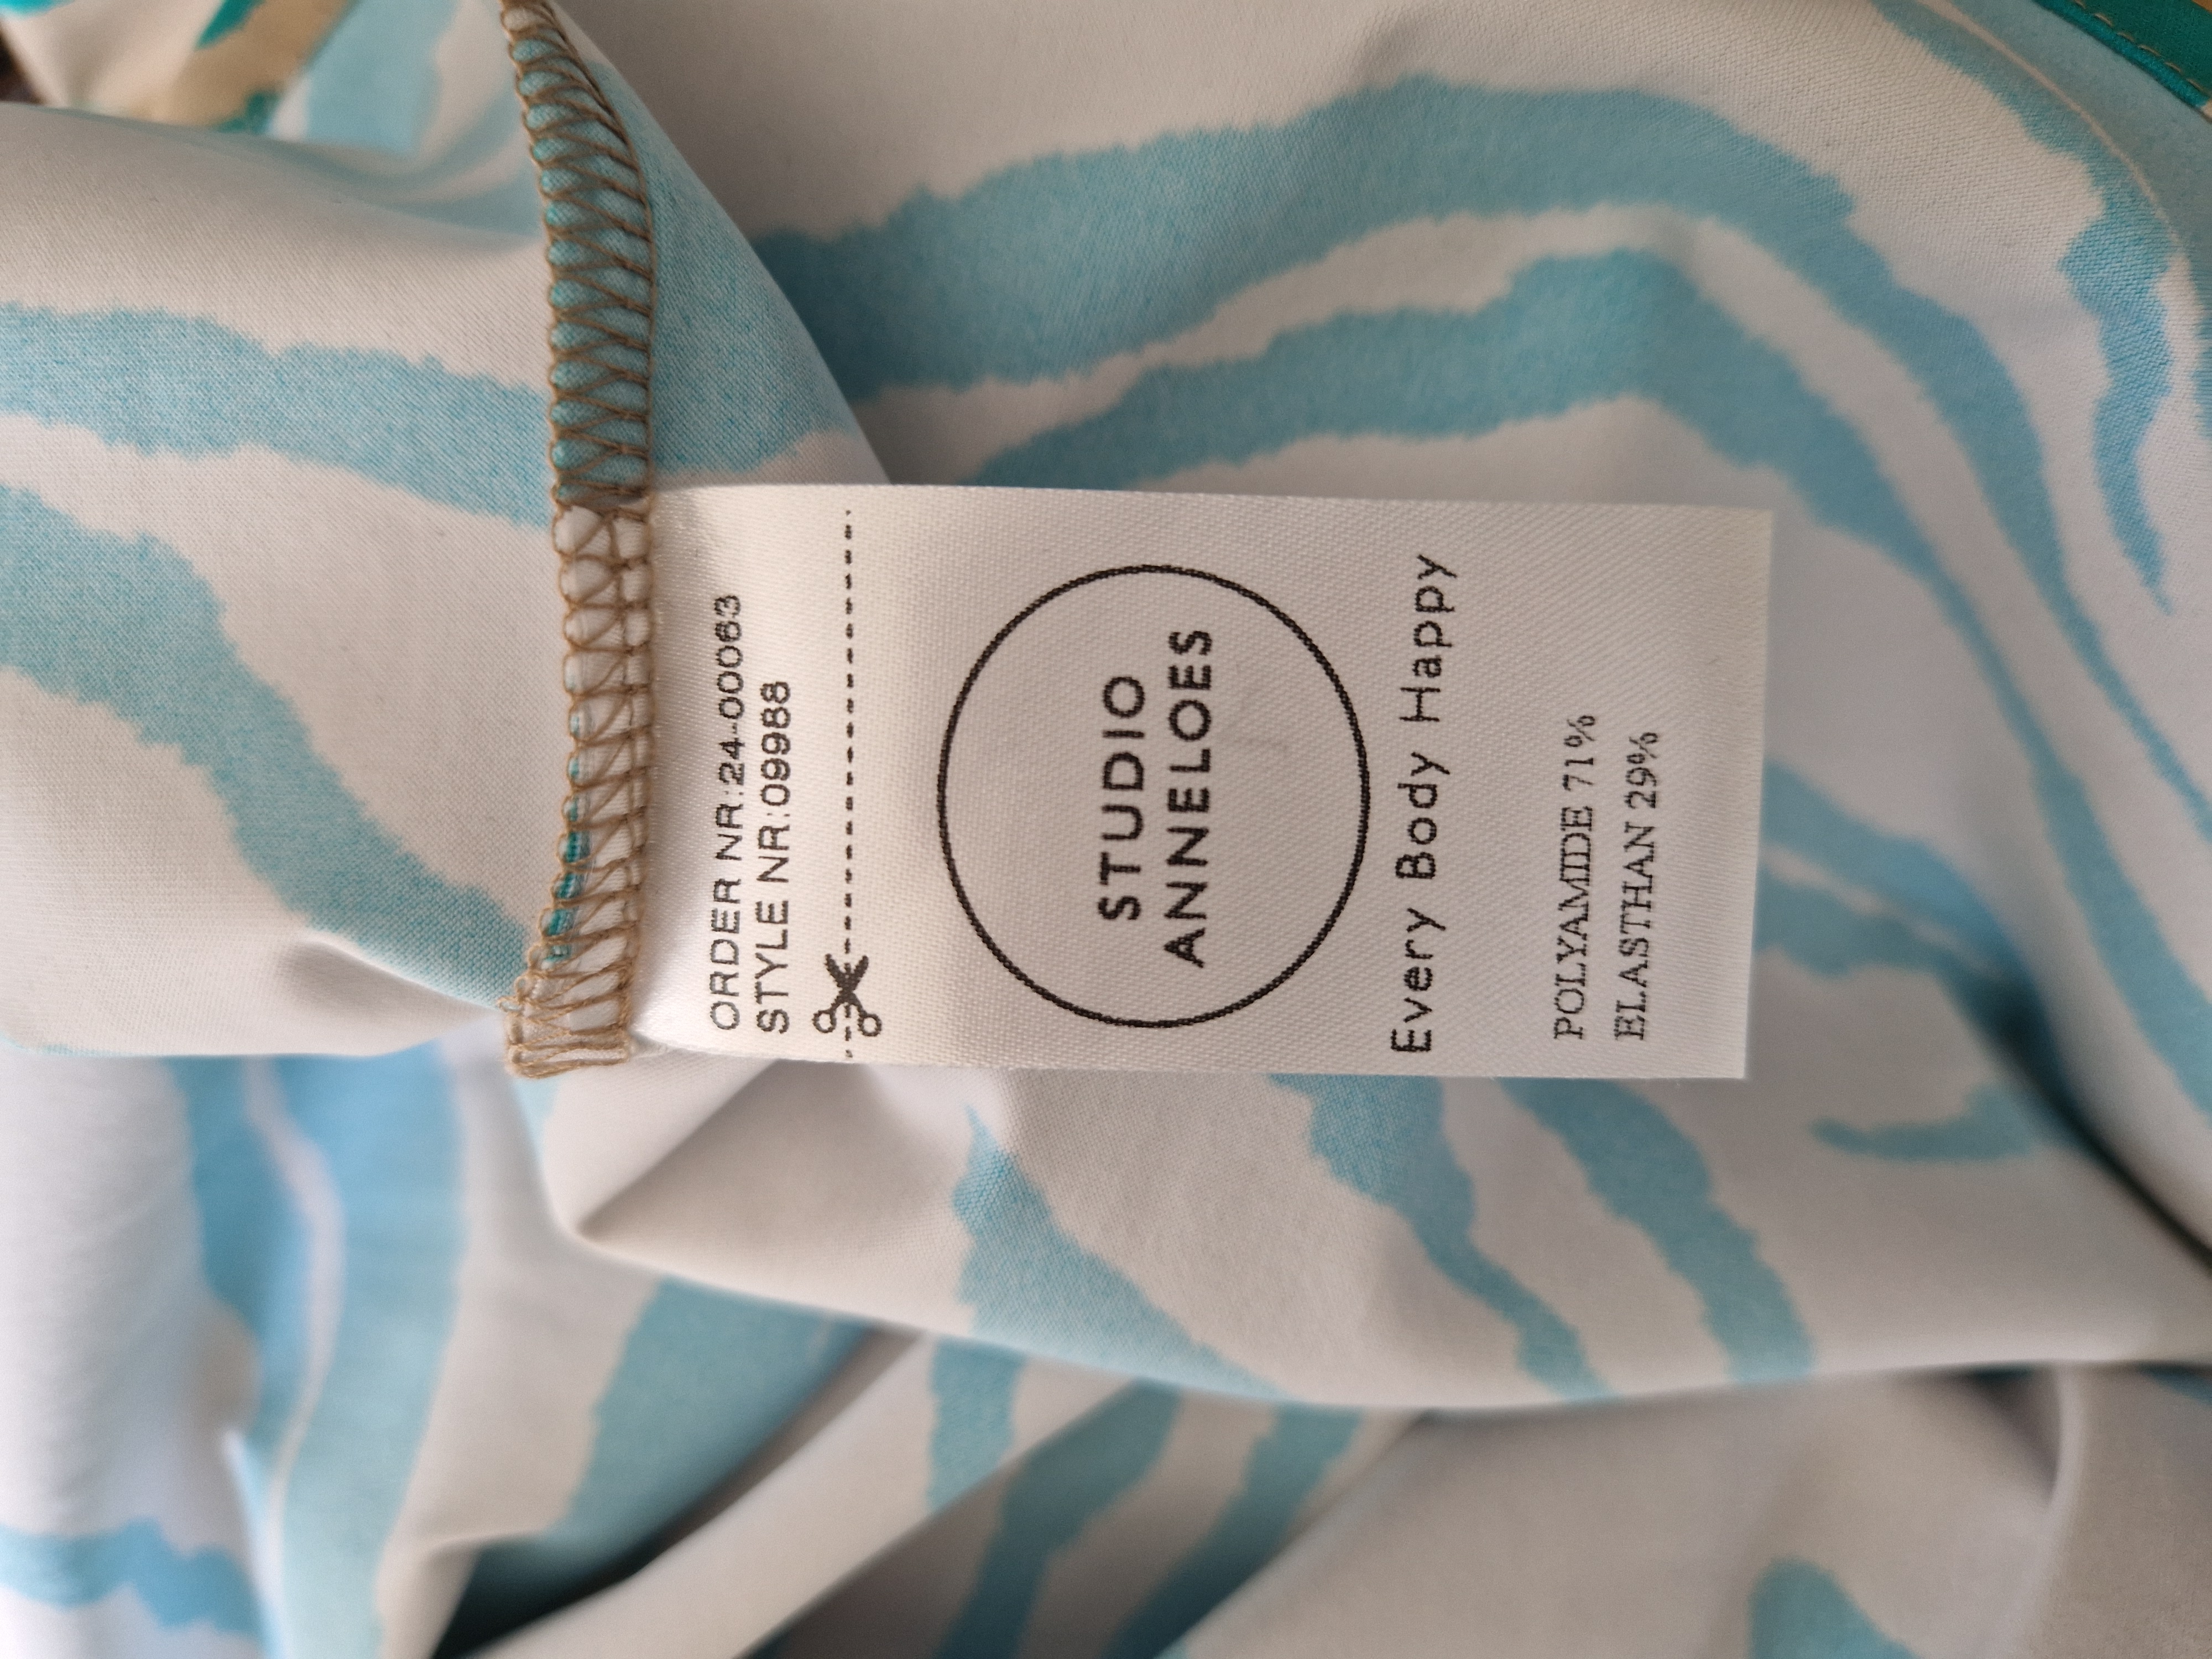 ORDER NR:24-00063
STYLE NR:09988
STUDIO
ANNELOES
Every Body Happy
POLYAMIDE 71%
ELASTHAN 29%